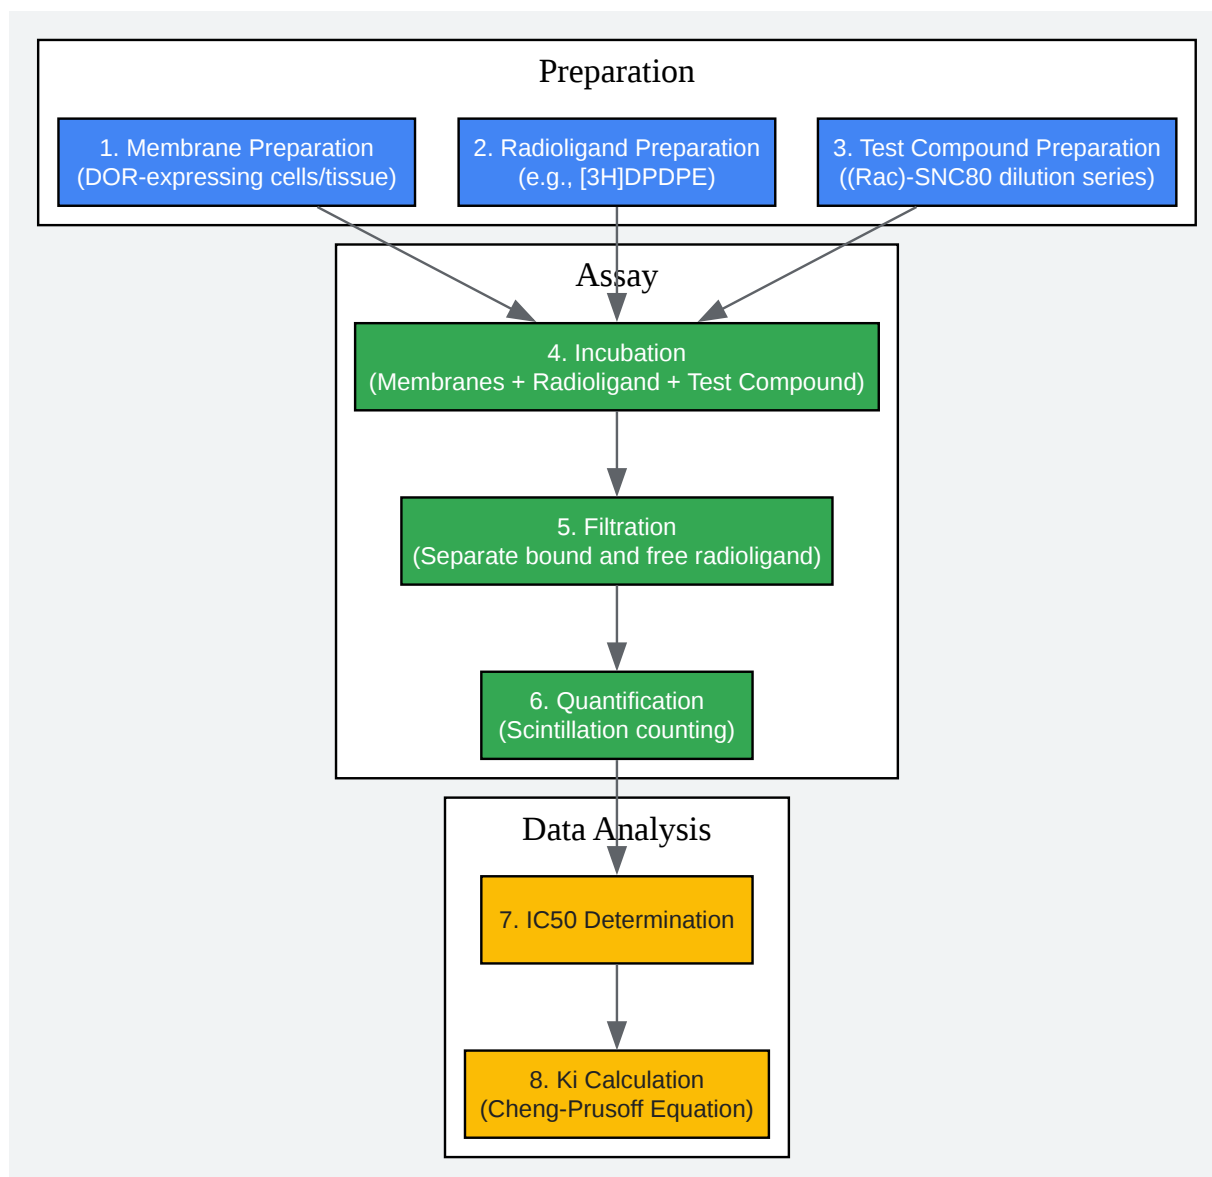 Preparation
1. Membrane Preparation
(DOR-expressing cells/tissue)
2. Radioligand Preparation
(e.g., [3H]DPDPE)
3. Test Compound Preparation
((Rac)-SNC80 dilution series)
Assay
4. Incubation
(Membranes + Radioligand + Test Compound)
5. Filtration
(Separate bound and free radioligand)
6. Quantification
(Scintillation counting)
Data Analysis
7. IC50 Determination
8. Ki Calculation
(Cheng-Prusoff Equation)